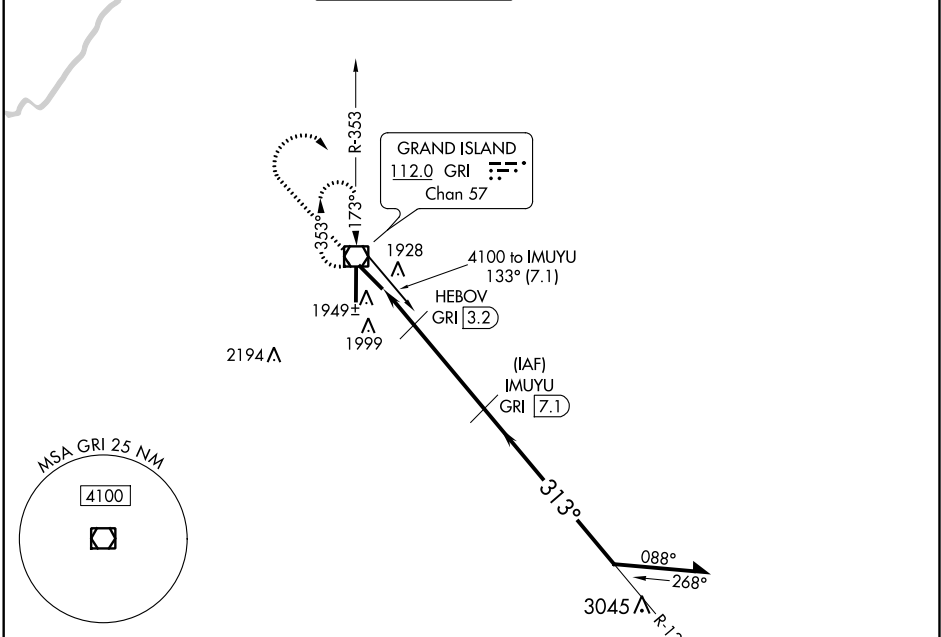 R-353
GRAND ISLAND
112.0 GRI
Chan 57
353°
173°
1928
4100 to IMUYU
133° (7.1)
HEBOV
GRI 3.2
1949±
1999
2194
(IAF)
IMUYU
GRI 7.1
MSA GRI 25 NM
4100
313°
088°
268°
3045